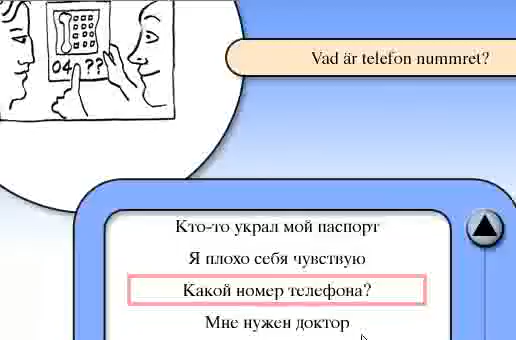 04 ??
Vad är telefon nummret?
Кто-то украл мой паспорт
Я плохо себя чувствую
Какой номер телефона?
Мне нужен доктор